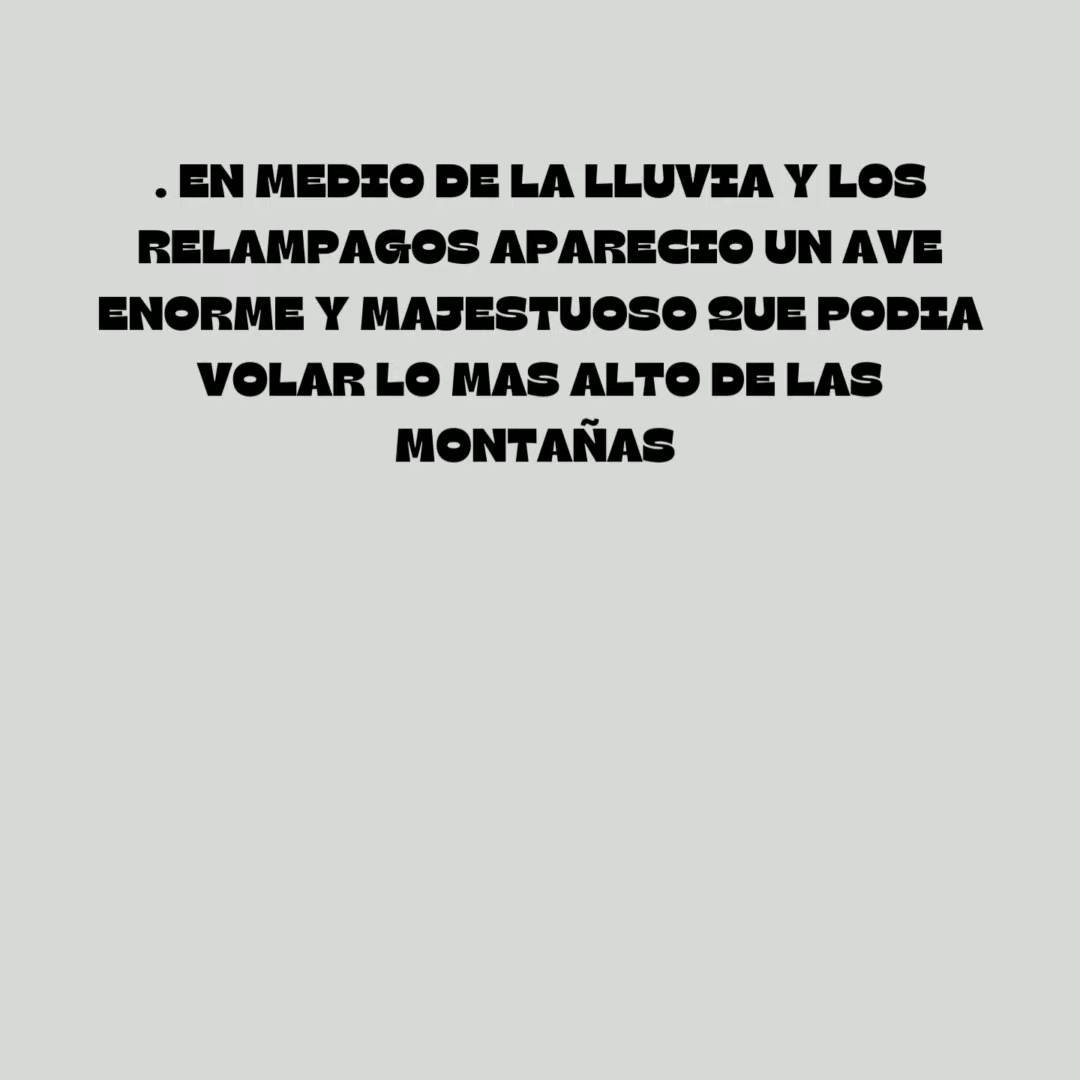 . EN MEDIO DE LA LLUVIA Y LOS
RELAMPAGOS APARECIO UN AVE
ENORME Y MAJESTUOSO QUE PODIA
VOLAR LO MAS ALTO DE LAS
MONTAÑAS